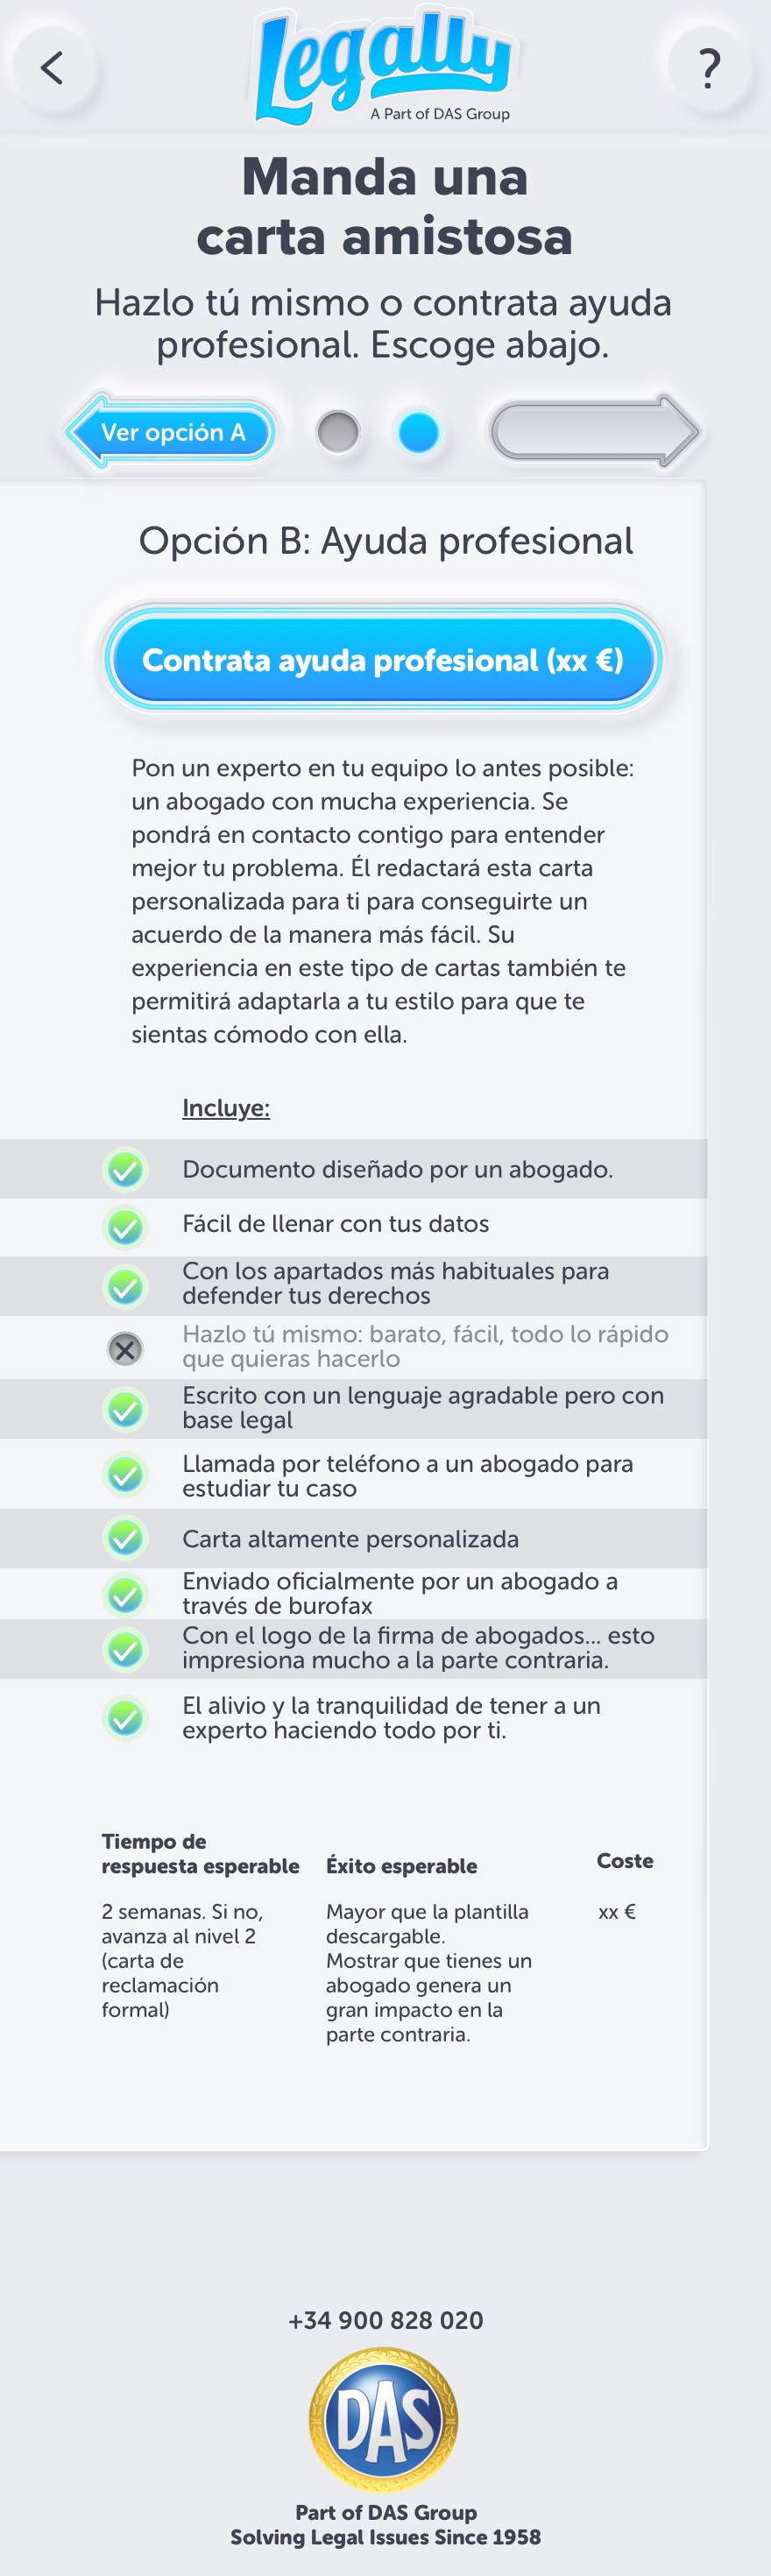 Legally
A Part of DAS Group
?
Manda una
carta amistosa
Hazlo tú mismo o contrata ayuda
profesional. Escoge abajo.
Ver opción A
Opción B: Ayuda profesional
Contrata ayuda profesional (xx €)
Pon un experto en tu equipo lo antes posible:
un abogado con mucha experiencia. Se
pondrá en contacto contigo para entender
mejor tu problema. Él redactará esta carta
personalizada para ti para conseguirte un
acuerdo de la manera más fácil. Su
experiencia en este tipo de cartas también te
permitirá adaptarla a tu estilo para que te
sientas cómodo con ella.
Incluye:
Documento diseñado por un abogado.
Fácil de llenar con tus datos
Con los apartados más habituales para
defender tus derechos
Hazlo tú mismo: barato, fácil, todo lo rápido
que quieras hacerlo
Escrito con un lenguaje agradable pero con
base legal
Llamada por teléfono a un abogado para
estudiar tu caso
Carta altamente personalizada
Enviado oficialmente por un abogado a
través de burofax
Con el logo de la firma de abogados... esto
impresiona mucho a la parte contraria.
El alivio y la tranquilidad de tener a un
experto haciendo todo por ti.
Tiempo de
respuesta esperable
2 semanas. Si no,
avanza al nivel 2
(carta de
reclamación
formal)
Éxito esperable
Mayor que la plantilla
descargable.
Mostrar que tienes un
abogado genera un
gran impacto en la
parte contraria.
Coste
xx €
+34 900 828 020
DAS
Part of DAS Group
Solving Legal Issues Since 1958